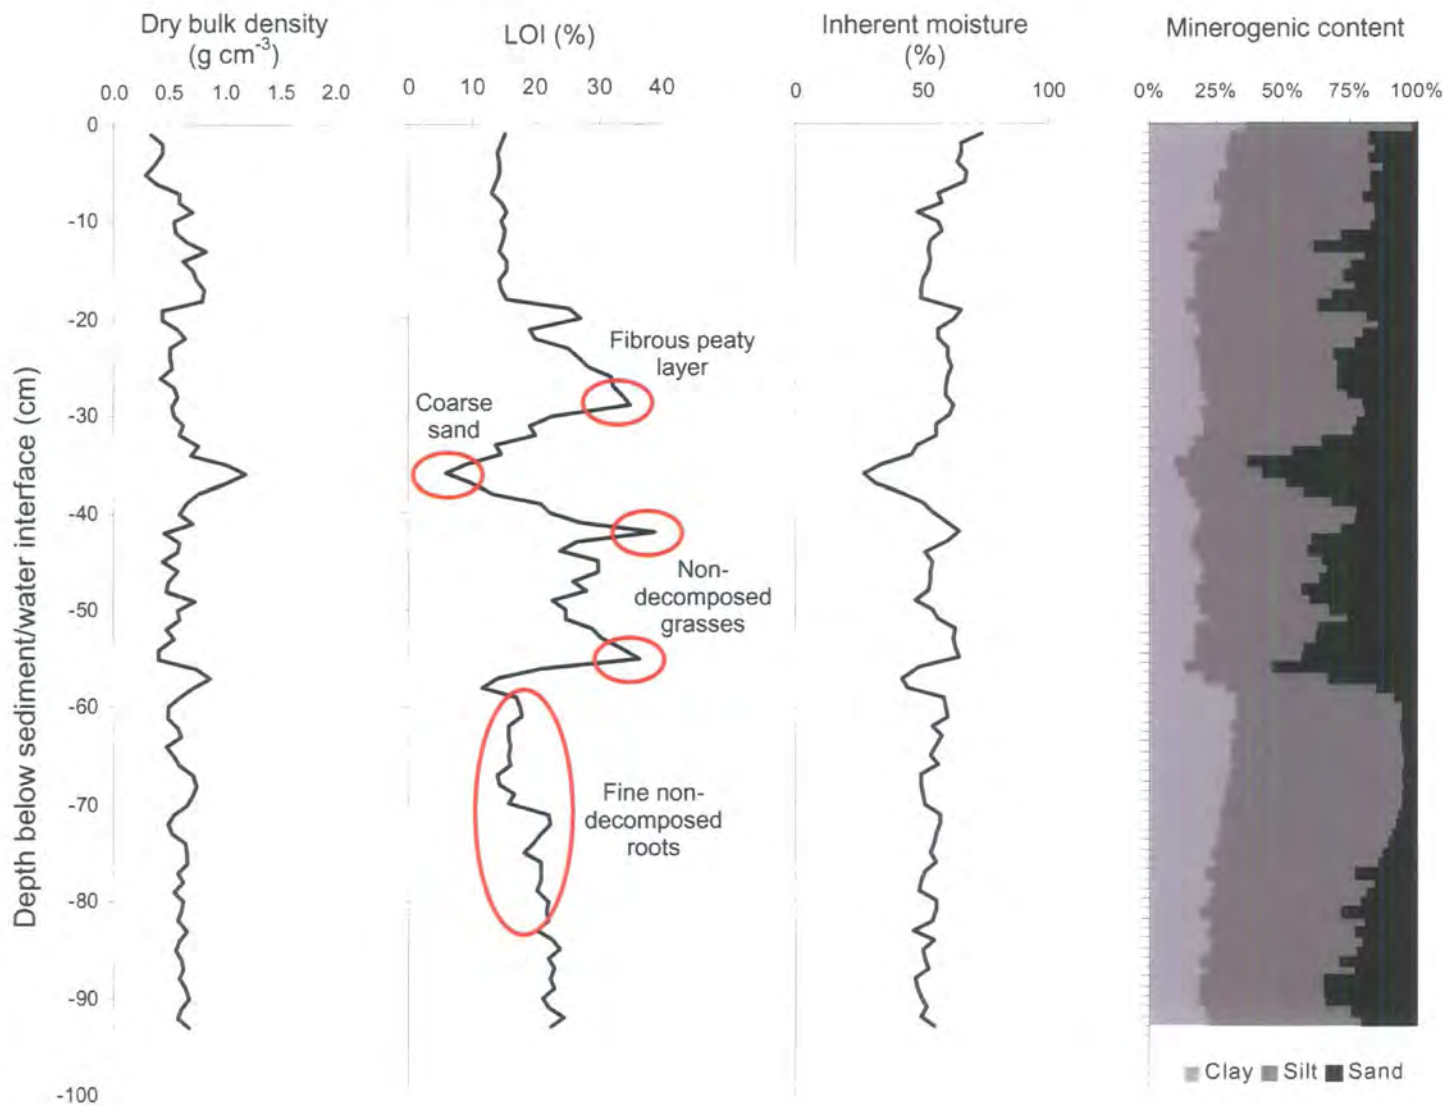 Dry bulk density
(g cm-3)
0.0 0.5 1.0 1.5 2.0
LOI (%)
0 10 20 30 40
Inherent moisture
(%)
0 50 100
Minerogenic content
0% 25% 50% 75% 100%
Depth below sediment/water interface (cm)
0
-10
-20
-30
-40
-50
-60
-70
-80
-90
-100
Fibrous peaty
layer
Coarse
sand
Non-
decomposed
grasses
Fine non-
decomposed
roots
Clay Silt Sand